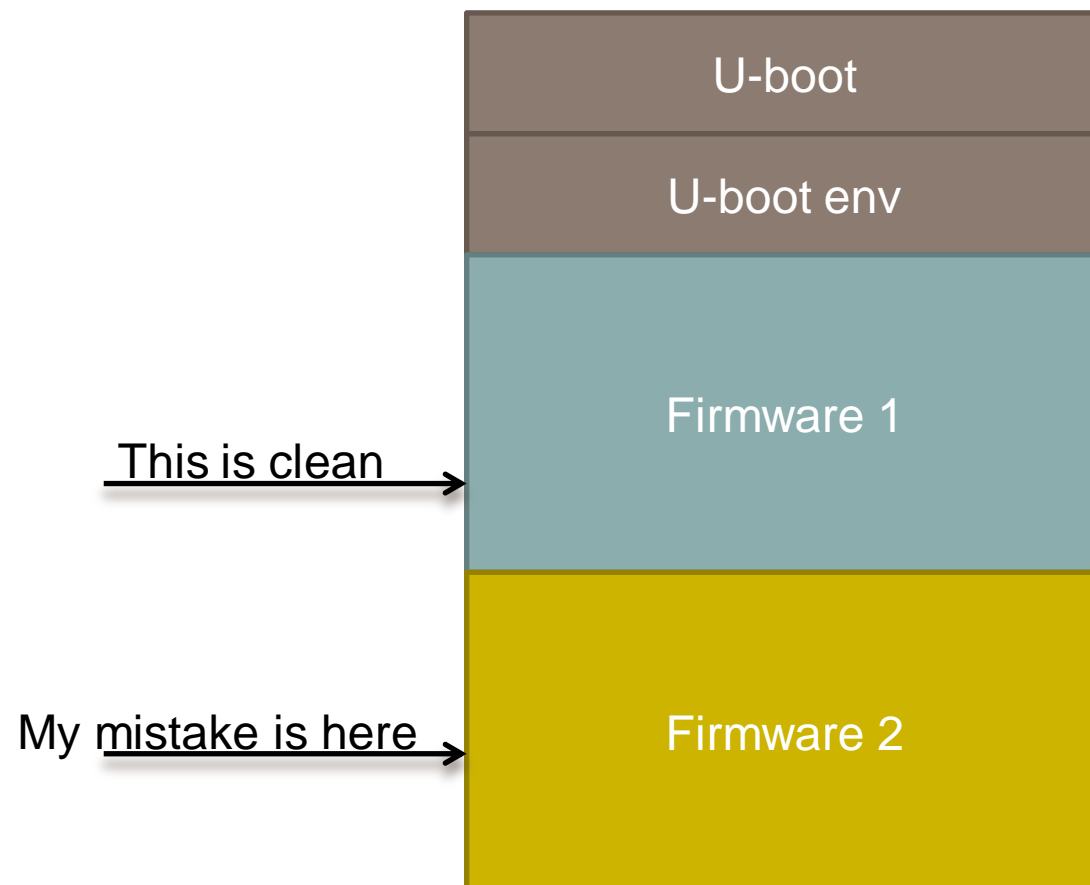 U-boot
U-boot env
Firmware 1
This is clean
My mistake is here
Firmware 2